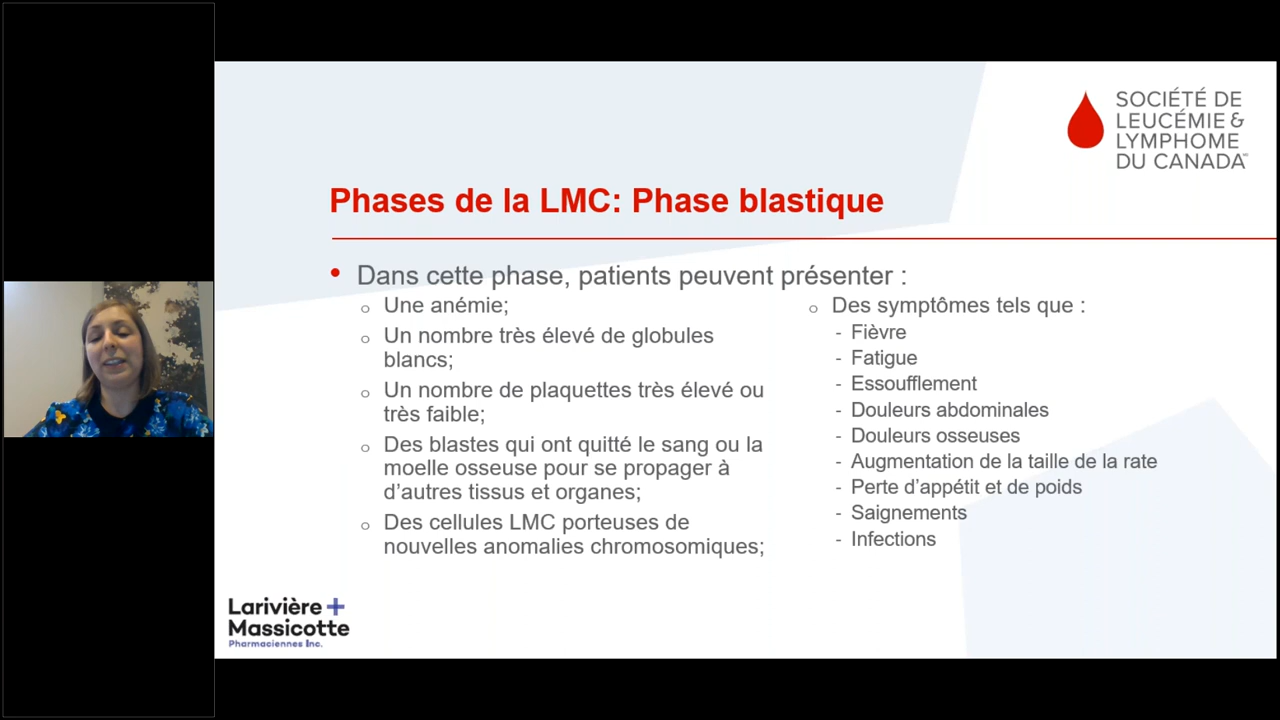 SOCIÉTÉ DE
LEUCÉMIE &
LYMPHOME
DU CANADA
Phases de la LMC: Phase blastique
• Dans cette phase, patients peuvent présenter :
o Une anémie;
o Un nombre très élevé de globules
blancs;
o Un nombre de plaquettes très élevé ou
très faible;
o Des blastes qui ont quitté le sang ou la
moelle osseuse pour se propager à
d’autres tissus et organes;
o Des cellules LMC porteuses de
nouvelles anomalies chromosomiques;
o Des symptômes tels que :
- Fièvre
- Fatigue
- Essoufflement
- Douleurs abdominales
- Douleurs osseuses
- Augmentation de la taille de la rate
- Perte d’appétit et de poids
- Saignements
- Infections
Larivière +
Massicotte
Pharmaciennes Inc.